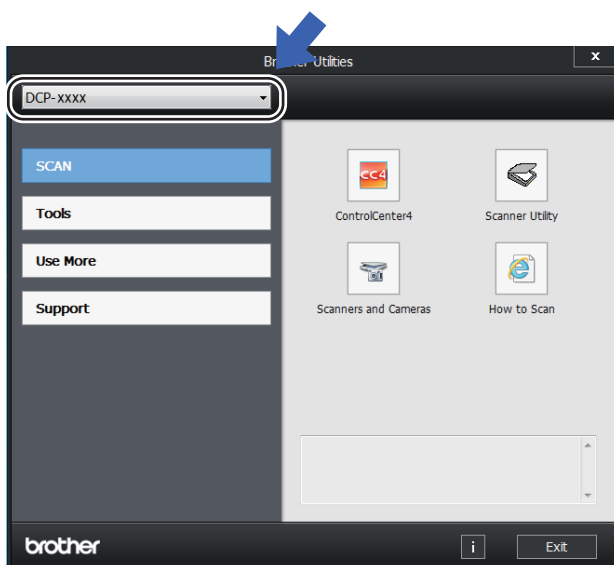 Utilities
x
DCP-xxxx
SCAN
Tools
Use More
Support
CC4
ControlCenter4
Scanner Utility
Scanners and Cameras
How to Scan
brother
i
Exit